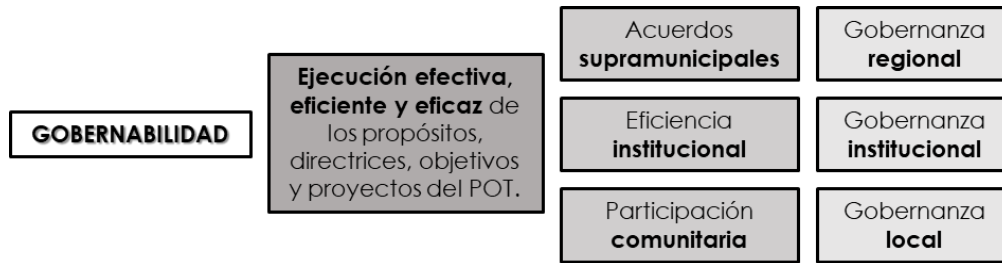 GOBERNABILIDAD
Ejecución efectiva,
eficiente y eficaz de
los propósitos,
directrices, objetivos
y proyectos del POT.
Acuerdos
supramunicipales
Gobernanza
regional
Eficiencia
institucional
Gobernanza
institucional
Participación
comunitaria
Gobernanza
local